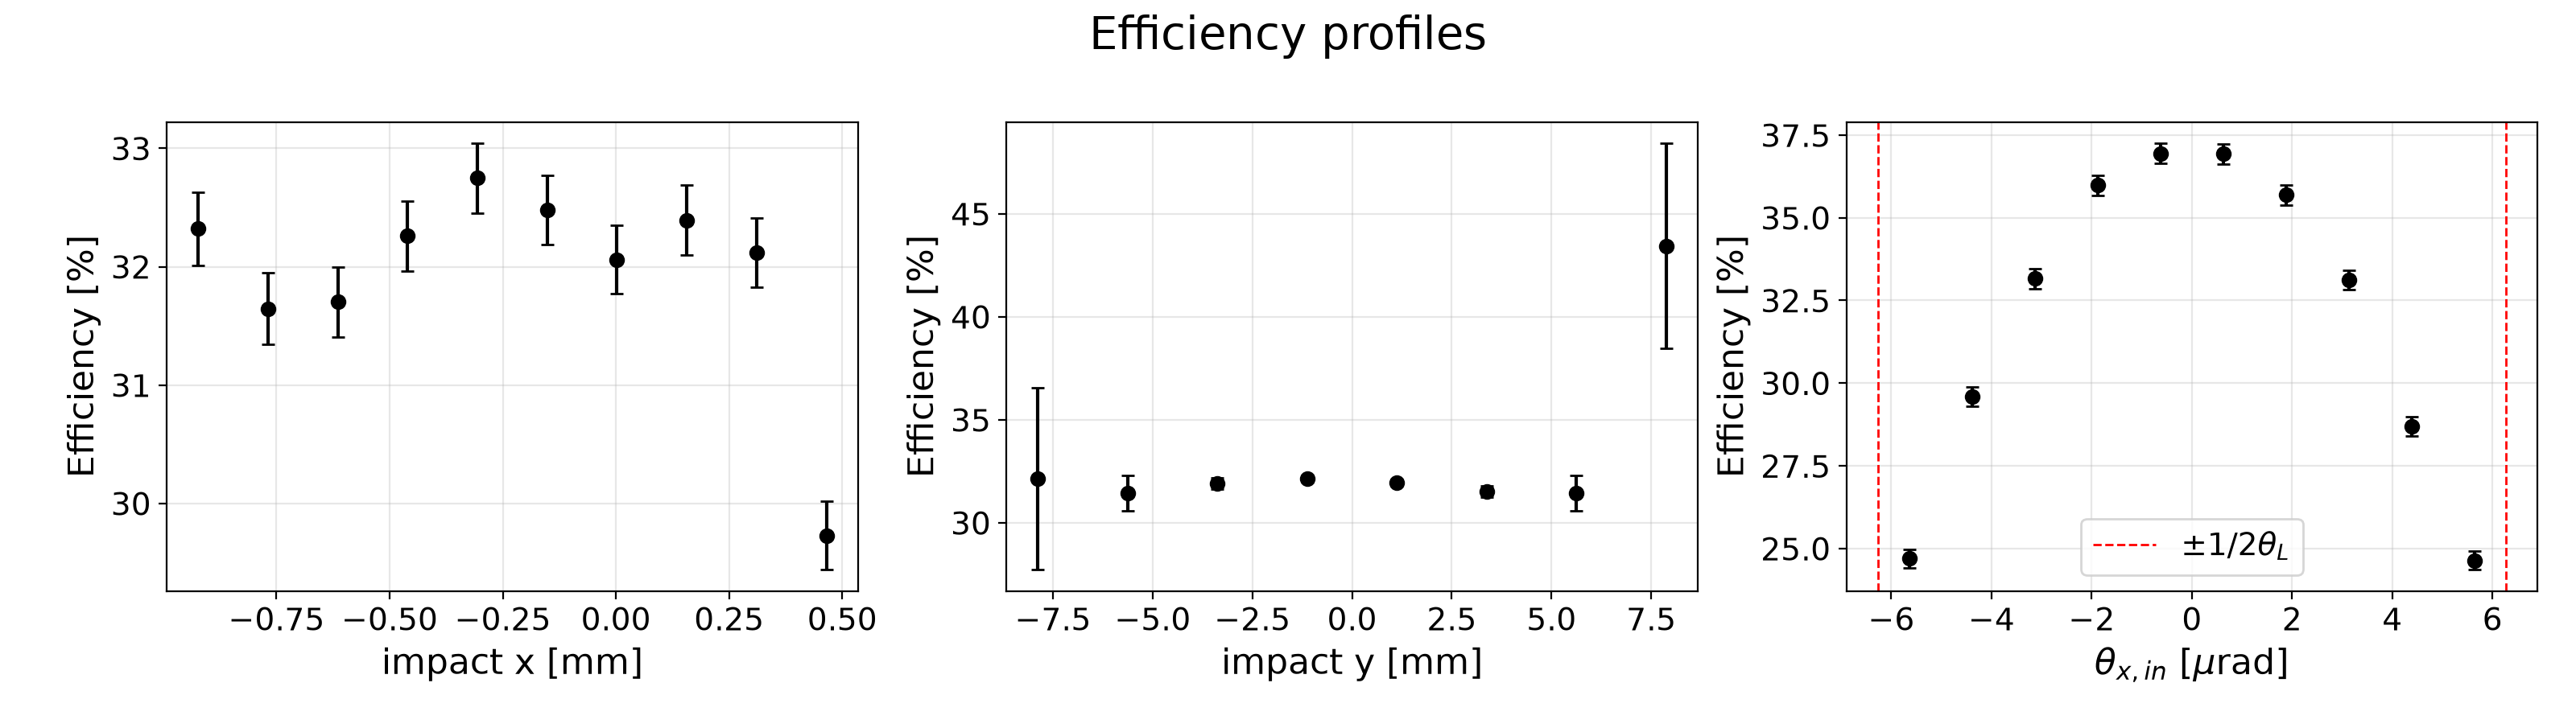 Efficiency profiles
Efficiency [%]
33
32
31
30
−0.75 −0.50 −0.25 0.00 0.25 0.50
impact x [mm]
Efficiency [%]
45
40
35
30
−7.5 −5.0 −2.5 0.0 2.5 5.0 7.5
impact y [mm]
Efficiency [%]
37.5
35.0
32.5
30.0
27.5
25.0
±1/2θ_L
−6 −4 −2 0 2 4 6
θ_{x, in} [μrad]